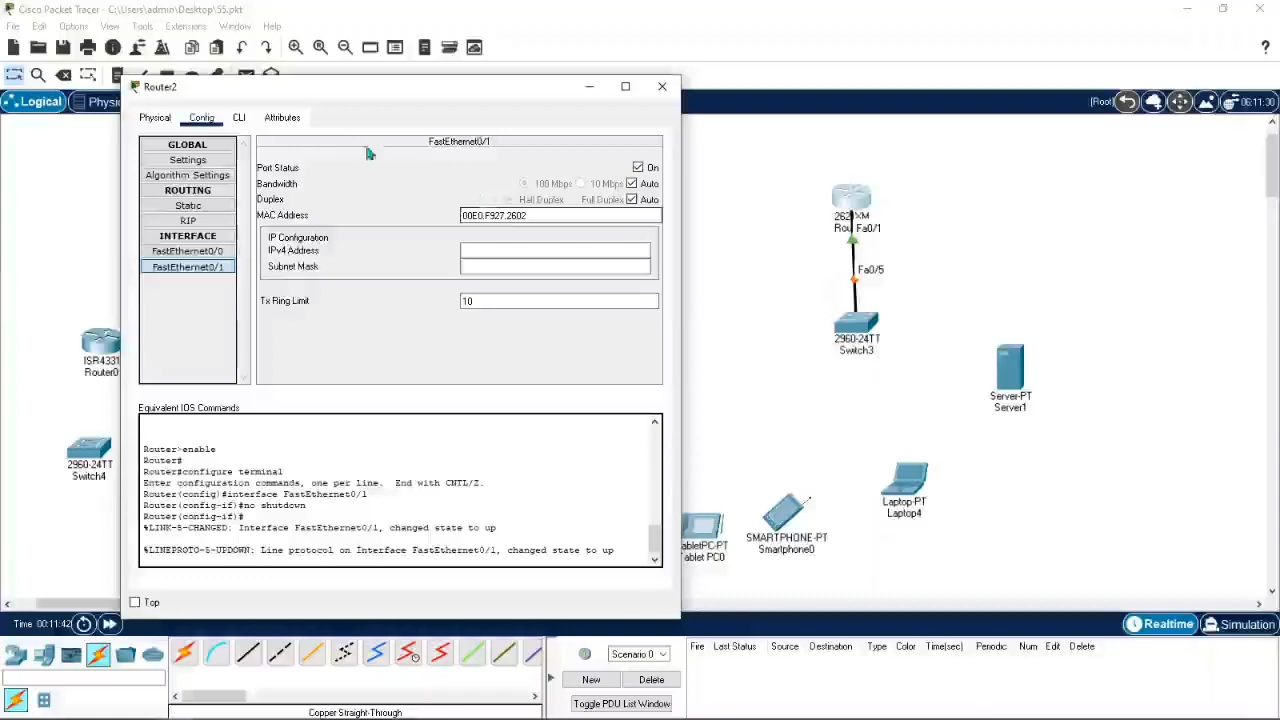 Cisco Packet Tracer - C:\Users\admin\Desktop\55.pkt
File Edit Options View Tools Extensions Window Help
Logical
[Root]
06:11:30
Router2
Physical Config CLI Attributes
GLOBAL
Settings
Algorithm Settings
ROUTING
Static
RIP
INTERFACE
FastEthernet0/0
FastEthernet0/1
FastEthernet0/1
Port Status On
Bandwidth 100 Mbps 10 Mbps Auto
Duplex Half Duplex Full Duplex Auto
MAC Address 00E0.F927.2602
IP Configuration
IPv4 Address
Subnet Mask
Tx Ring Limit 10
Equivalent IOS Commands
Router>enable
Router#
Router#configure terminal
Enter configuration commands, one per line. End with CNTL/Z.
Router(config)#interface FastEthernet0/1
Router(config-if)#no shutdown
Router(config-if)#
%LINK-5-CHANGED: Interface FastEthernet0/1, changed state to up
%LINEPROTO-5-UPDOWN: Line protocol on Interface FastEthernet0/1, changed state to up
Top
ISR4331
Router0
2960-24TT
Switch4
Fa0/1
Fa0/5
2960-24TT
Switch3
Server-PT
Server1
Laptop-PT
Laptop4
SMARTPHONE-PT
Smartphone0
Tablet PC0
Time 00:11:42
Realtime Simulation
Scenario 0
New Delete
Toggle PDU List Window
Fire Last Status Source Destination Type Color Time(sec) Periodic Num Edit Delete
Copper Straight-Through